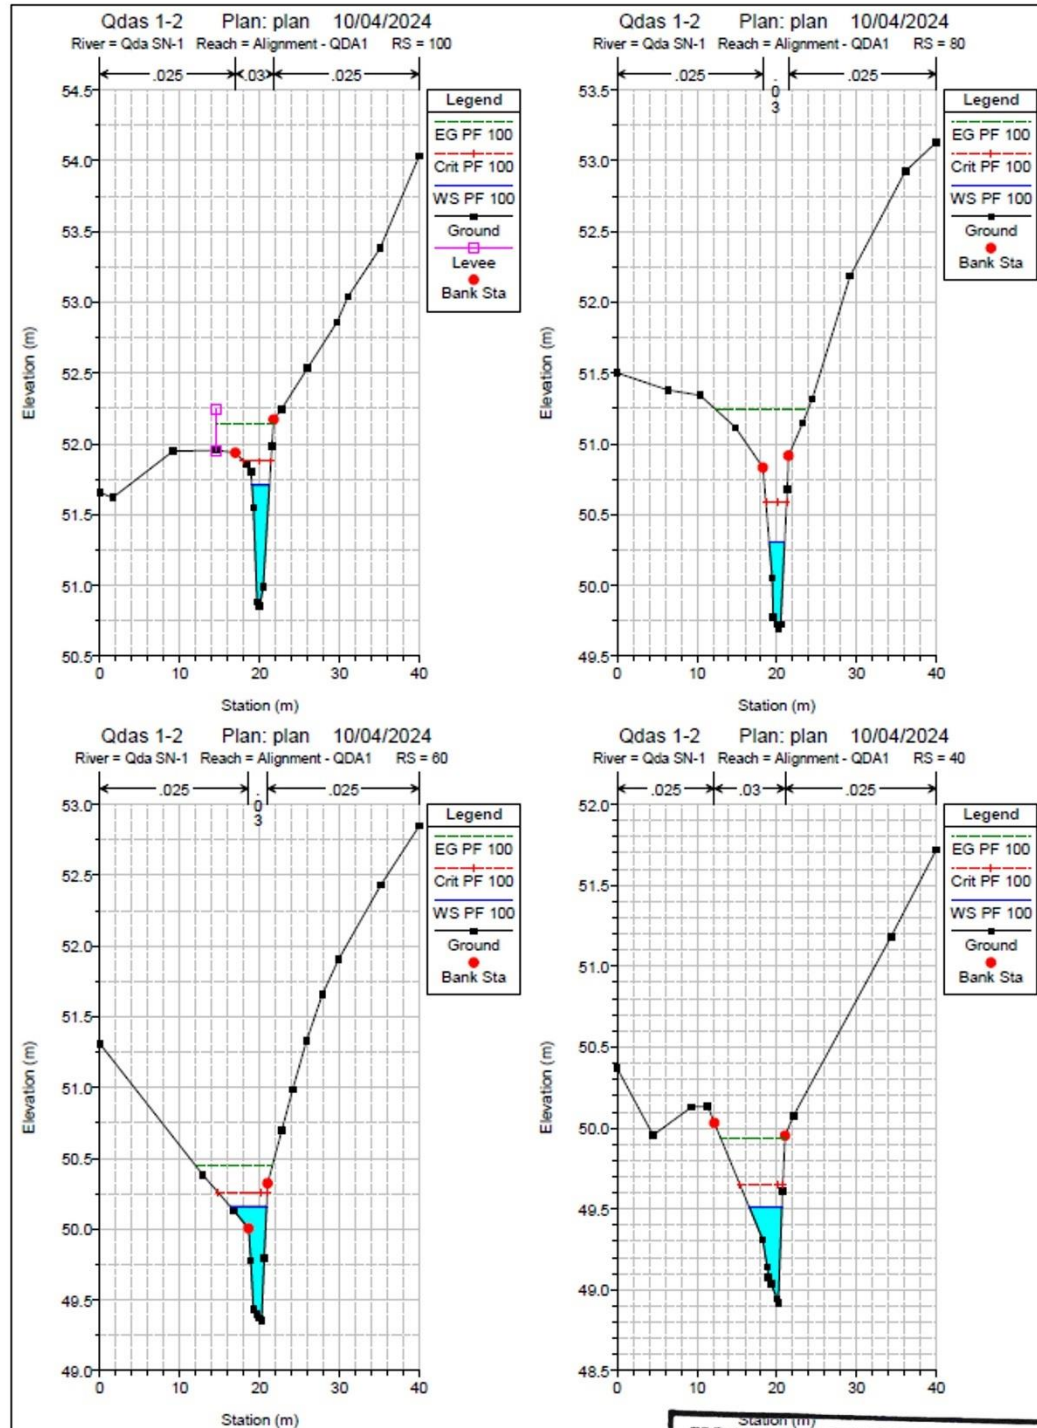 Qdas 1-2 Plan: plan 10/04/2024
River = Qda SN-1 Reach = Alignment - QDA1 RS = 100
.025 .03 .025
54.5
54.0
53.5
53.0
52.5
52.0
51.5
51.0
50.5
0 10 20 30 40
Station (m)
Elevation (m)
Legend
EG PF 100
Crit PF 100
WS PF 100
Ground
Levee
Bank Sta
Qdas 1-2 Plan: plan 10/04/2024
River = Qda SN-1 Reach = Alignment - QDA1 RS = 80
.025 .03 .025
53.5
53.0
52.5
52.0
51.5
51.0
50.5
50.0
49.5
0 10 20 30 40
Station (m)
Elevation (m)
Legend
EG PF 100
Crit PF 100
WS PF 100
Ground
Bank Sta
Qdas 1-2 Plan: plan 10/04/2024
River = Qda SN-1 Reach = Alignment - QDA1 RS = 60
.025 .03 .025
53.0
52.5
52.0
51.5
51.0
50.5
50.0
49.5
49.0
0 10 20 30 40
Station (m)
Elevation (m)
Legend
EG PF 100
Crit PF 100
WS PF 100
Ground
Bank Sta
Qdas 1-2 Plan: plan 10/04/2024
River = Qda SN-1 Reach = Alignment - QDA1 RS = 40
.025 .03 .025
52.0
51.5
51.0
50.5
50.0
49.5
49.0
48.5
0 10 20 30 40
Station (m)
Elevation (m)
Legend
EG PF 100
Crit PF 100
WS PF 100
Ground
Bank Sta